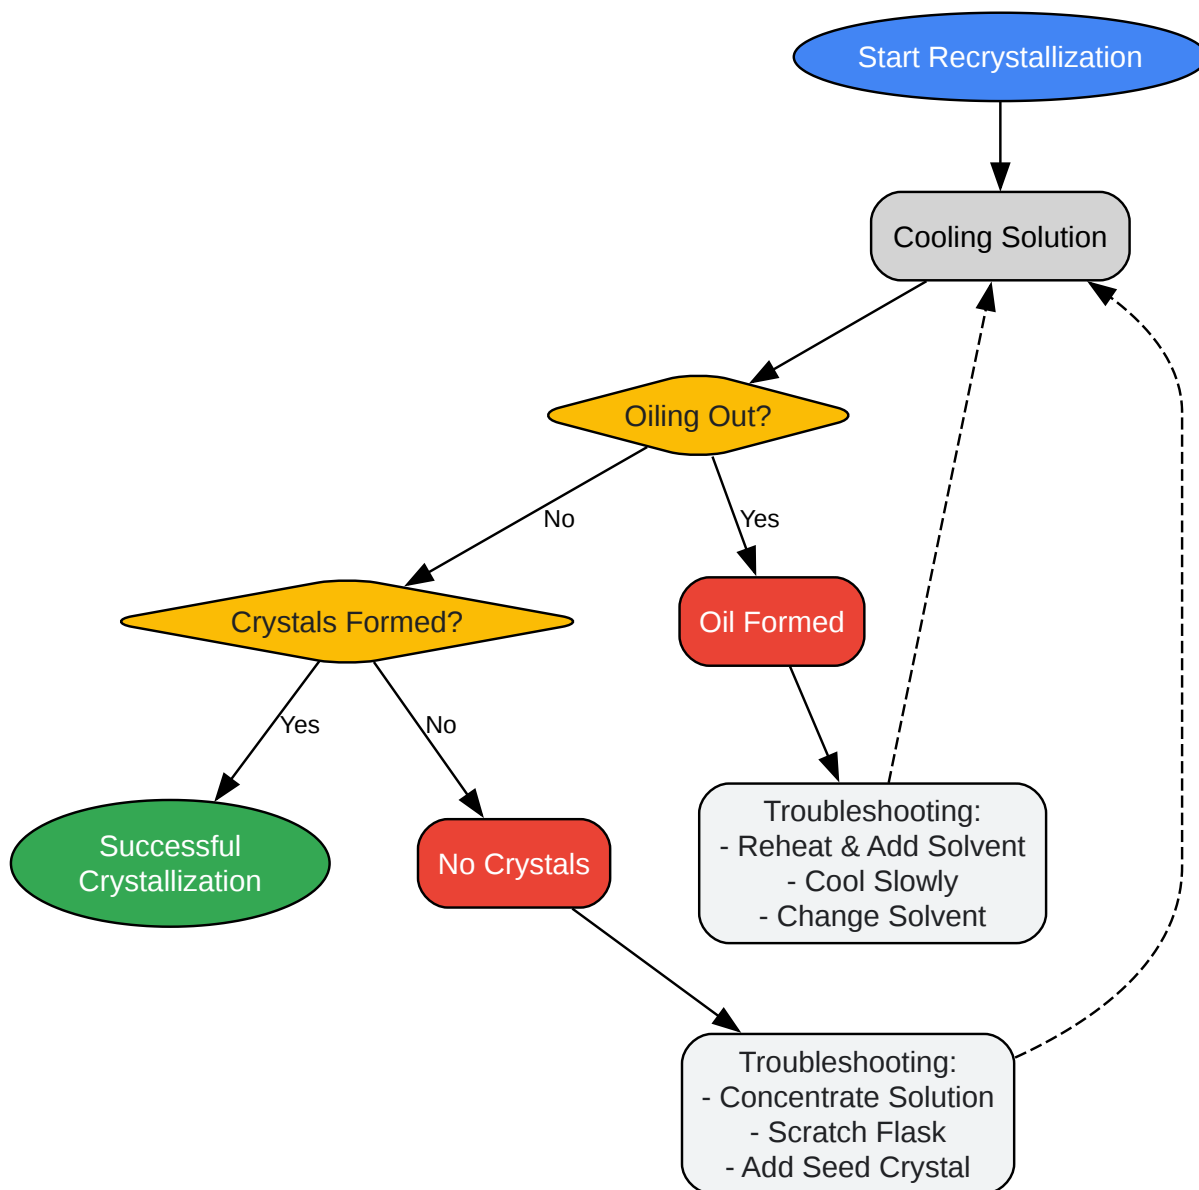 Start Recrystallization
Cooling Solution
Oiling Out?
No
Yes
Crystals Formed?
Oil Formed
Yes
No
Troubleshooting:
- Reheat & Add Solvent
- Cool Slowly
- Change Solvent
Successful
Crystallization
No Crystals
Troubleshooting:
- Concentrate Solution
- Scratch Flask
- Add Seed Crystal